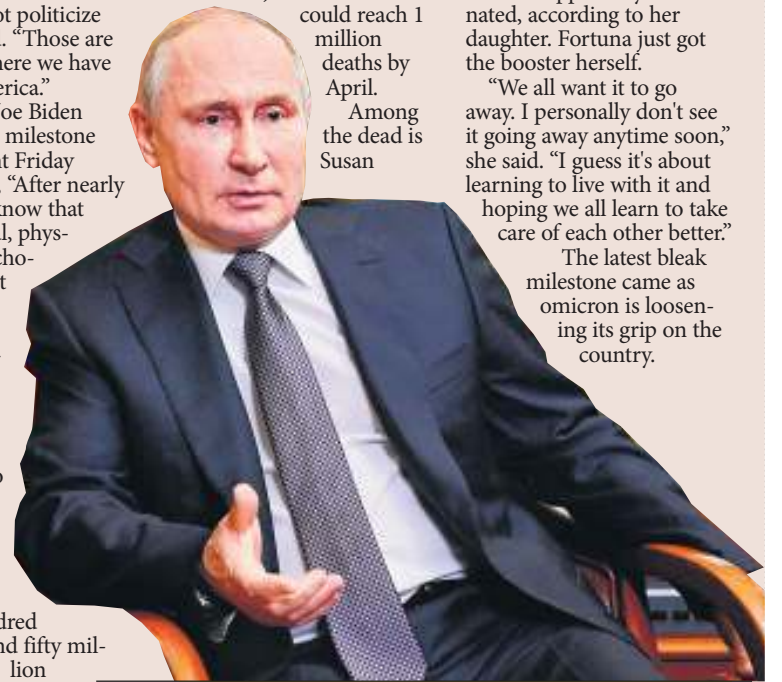 ot politicize
. “Those are
here we have
erica.”
oe Biden
milestone
t Friday
, “After nearly
know that
l, phys-
cho-
t
dred
nd fifty mil-
lion
could reach 1
million
deaths by
April.
Among
the dead is
Susan
nated, according to her
daughter. Fortuna just got
the booster herself.
“We all want it to go
away. I personally don't see
it going away anytime soon,”
she said. “I guess it's about
learning to live with it and
hoping we all learn to take
care of each other better.”
The latest bleak
milestone came as
omicron is loosen-
ing its grip on the
country.